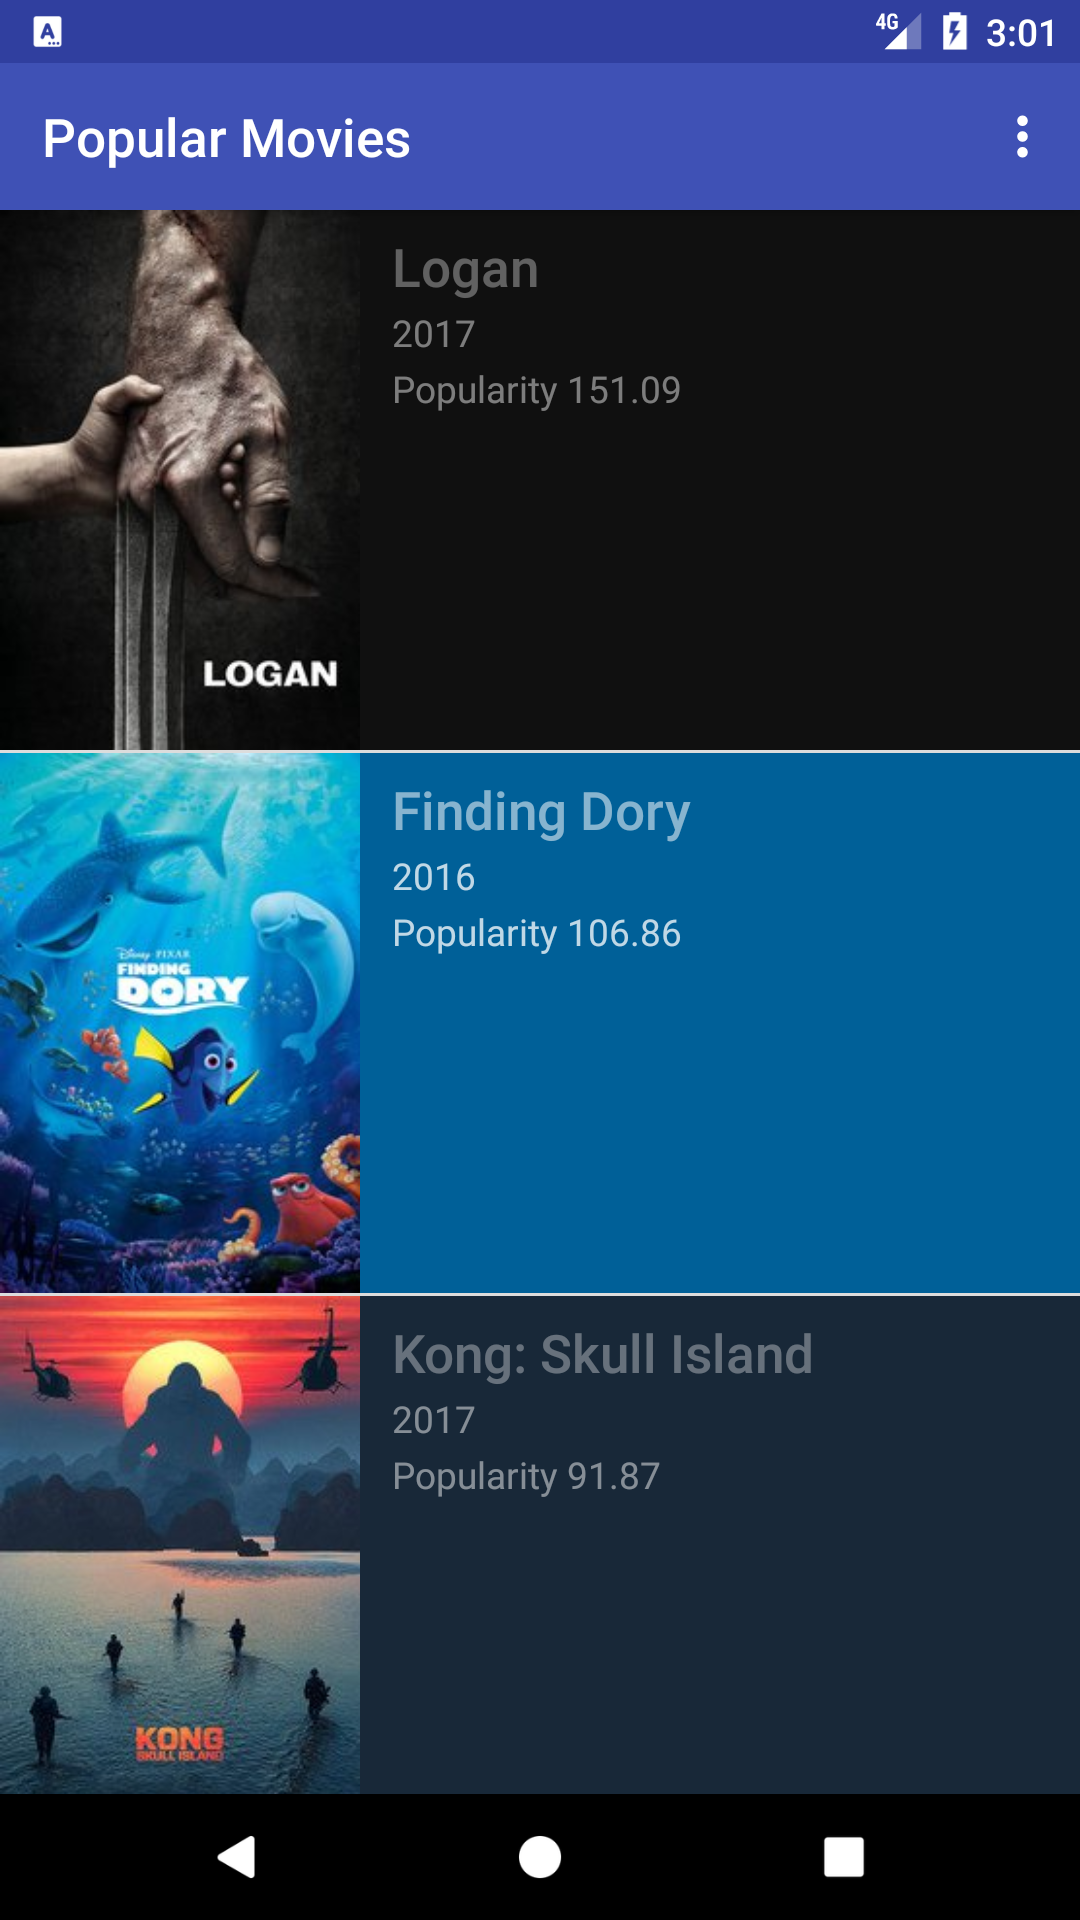 4G 3:01
Popular Movies
Logan
2017
Popularity 151.09
LOGAN
Finding Dory
2016
Popularity 106.86
Disney PIXAR
FINDING
DORY
Kong: Skull Island
2017
Popularity 91.87
KONG
SKULL ISLAND